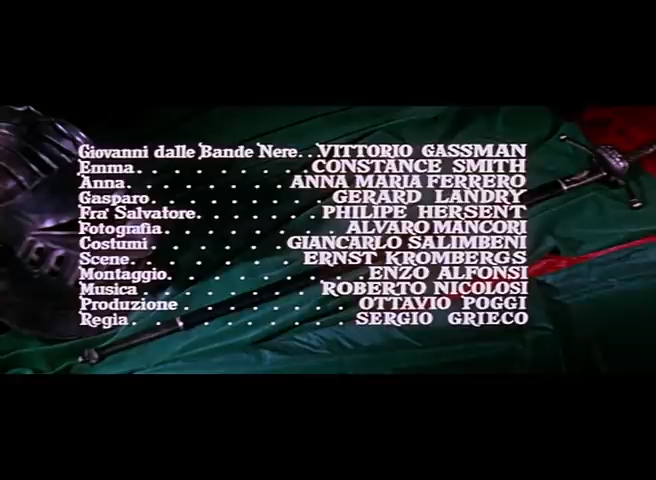 Giovanni dalle Bande Nere. . VITTORIO GASSMAN
Emma. . . . . . . . . CONSTANCE SMITH
Anna. . . . . . . . ANNA MARIA FERRERO
Gasparo. . . . . . . . GERARD LANDRY
Fra' Salvatore. . . . . . PHILIPE HERSENT
Fotografia. . . . . . . . ALVARO MANCORI
Costumi . . . . . . GIANCARLO SALIMBENI
Scene. . . . . . . . ERNST KROMBERGS
Montaggio. . . . . . . . ENZO ALFONSI
Musica . . . . . . . ROBERTO NICOLOSI
Produzione . . . . . . . OTTAVIO POGGI
Regia. . . . . . . . . SERGIO GRIECO